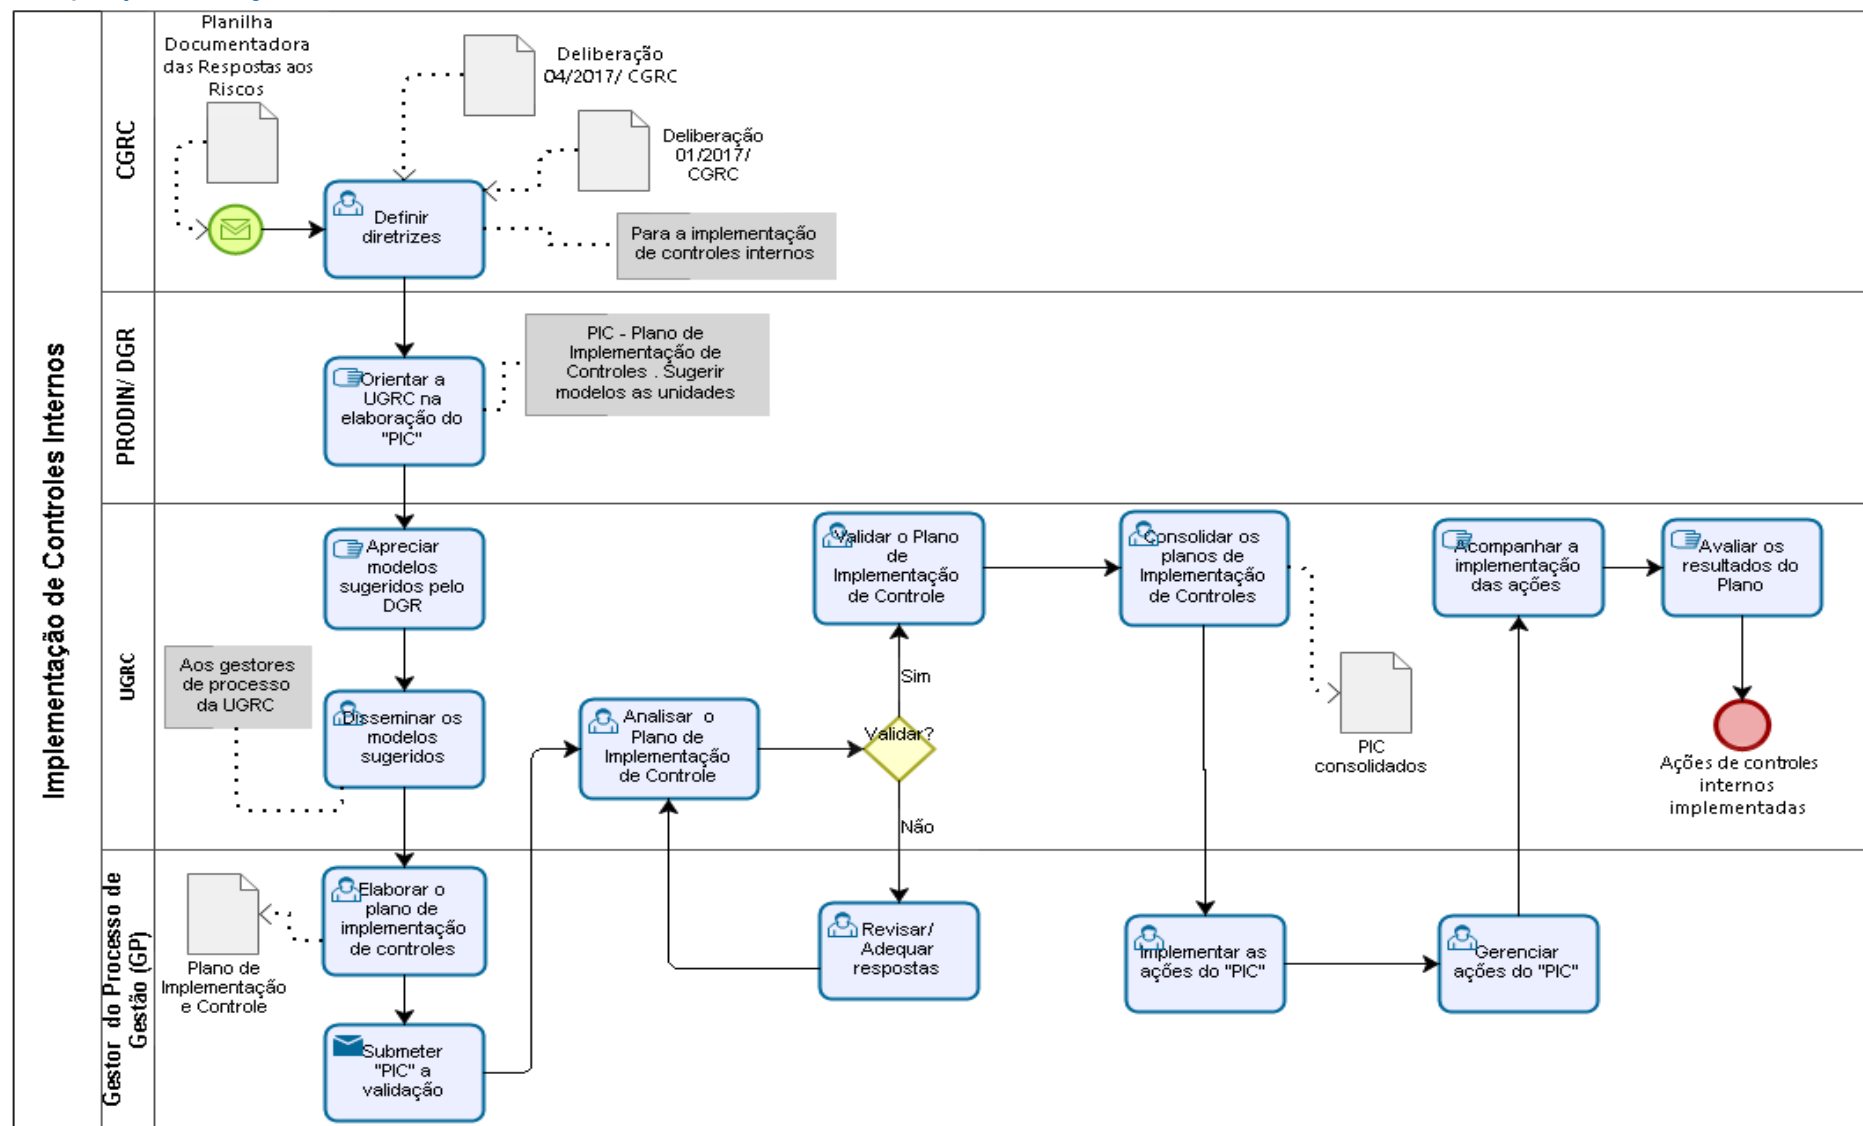 Implementação de Controles Internos
CGRC
Planilha
Documentadora
das Respostas aos
Riscos
Deliberação
04/2017/ CGRC
Deliberação
01/2017/
CGRC
Definir
diretrizes
Para a implementação
de controles internos
PRODIN/ DGR
Orientar a
UGRC na
elaboração do
"PIC"
PIC - Plano de
Implementação de
Controles . Sugerir
modelos as unidades
UGRC
Apreciar
modelos
sugeridos pelo
DGR
Aos gestores
de processo
da UGRC
Disseminar os
modelos
sugeridos
Analisar o
Plano de
Implementação
de Controle
Validar?
Sim
Não
Validar o Plano
de
Implementação
de Controle
Consolidar os
planos de
Implementação
de Controles
PIC
consolidados
Acompanhar a
implementação
das ações
Avaliar os
resultados do
Plano
Ações de controles
internos
implementadas
Gestor do Processo de
Gestão (GP)
Elaborar o
plano de
implementação
de controles
Plano de
Implementação
e Controle
Submeter
"PIC" a
validação
Revisar/
Adequar
respostas
Implementar as
ações do "PIC"
Gerenciar
ações do "PIC"